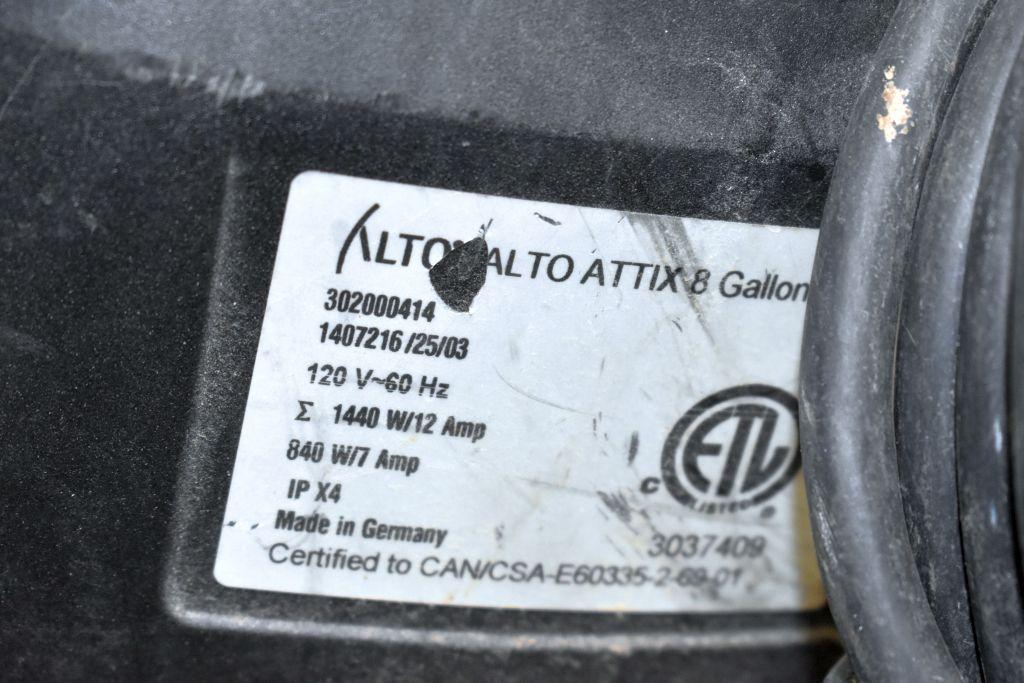 ALTO ALTO ATTIX 8 Gallon
302000414
1407216 /25/03
120 V~60 Hz
Σ 1440 W/12 Amp
840 W/7 Amp
IP X4
Made in Germany
Certified to CAN/CSA-E60335-2-69-01
C ETL
LISTED
3037409